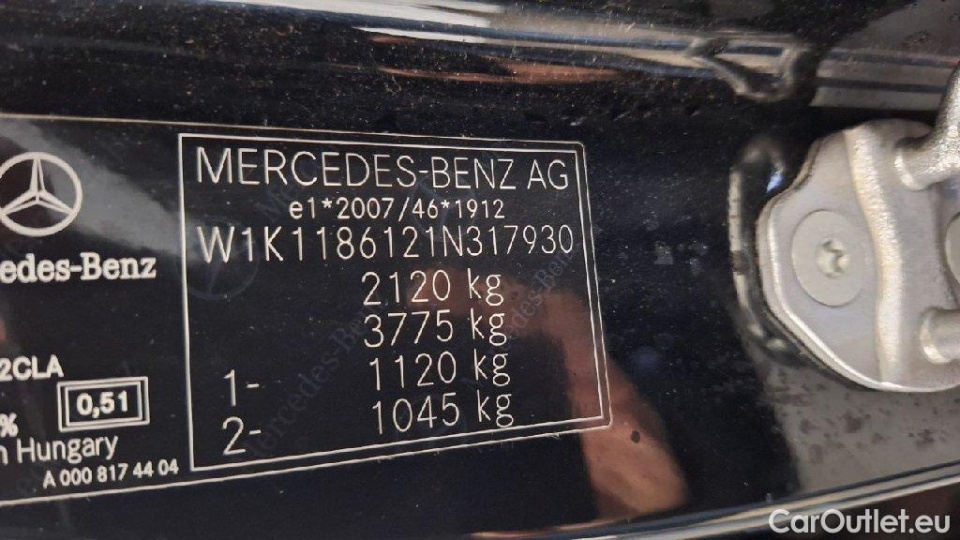 MERCEDES-BENZ AG
e1*2007/46*1912
W1K1186121N317930
2120 kg
3775 kg
1- 1120 kg
2- 1045 kg
edes-Benz
2CLA
0,51
%
n Hungary
A 000 817 44 04
CarOutlet.eu